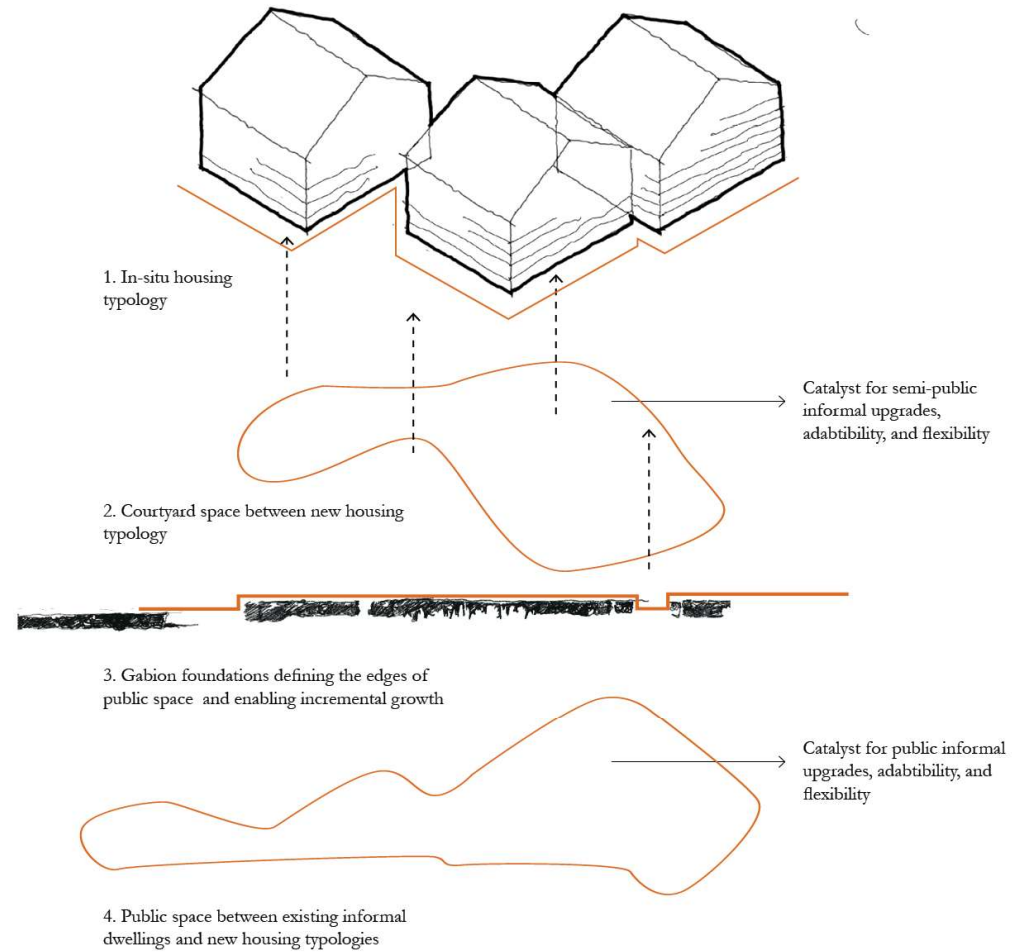 1. In-situ housing
typology
Catalyst for semi-public
informal upgrades,
adabtibility, and flexibility
2. Courtyard space between new housing
typology
3. Gabion foundations defining the edges of
public space and enabling incremental growth
Catalyst for public informal
upgrades, adabtibility, and
flexibility
4. Public space between existing informal
dwellings and new housing typologies